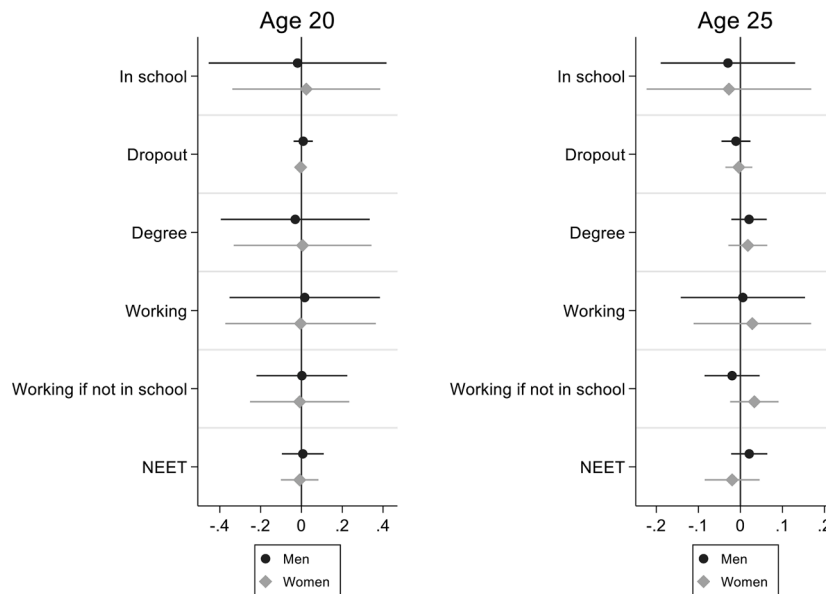 Age 20
In school
Dropout
Degree
Working
Working if not in school
NEET
-.4 -.2 0 .2 .4
Men
Women
Age 25
In school
Dropout
Degree
Working
Working if not in school
NEET
-.2 -.1 0 .1 0.2
Men
Women